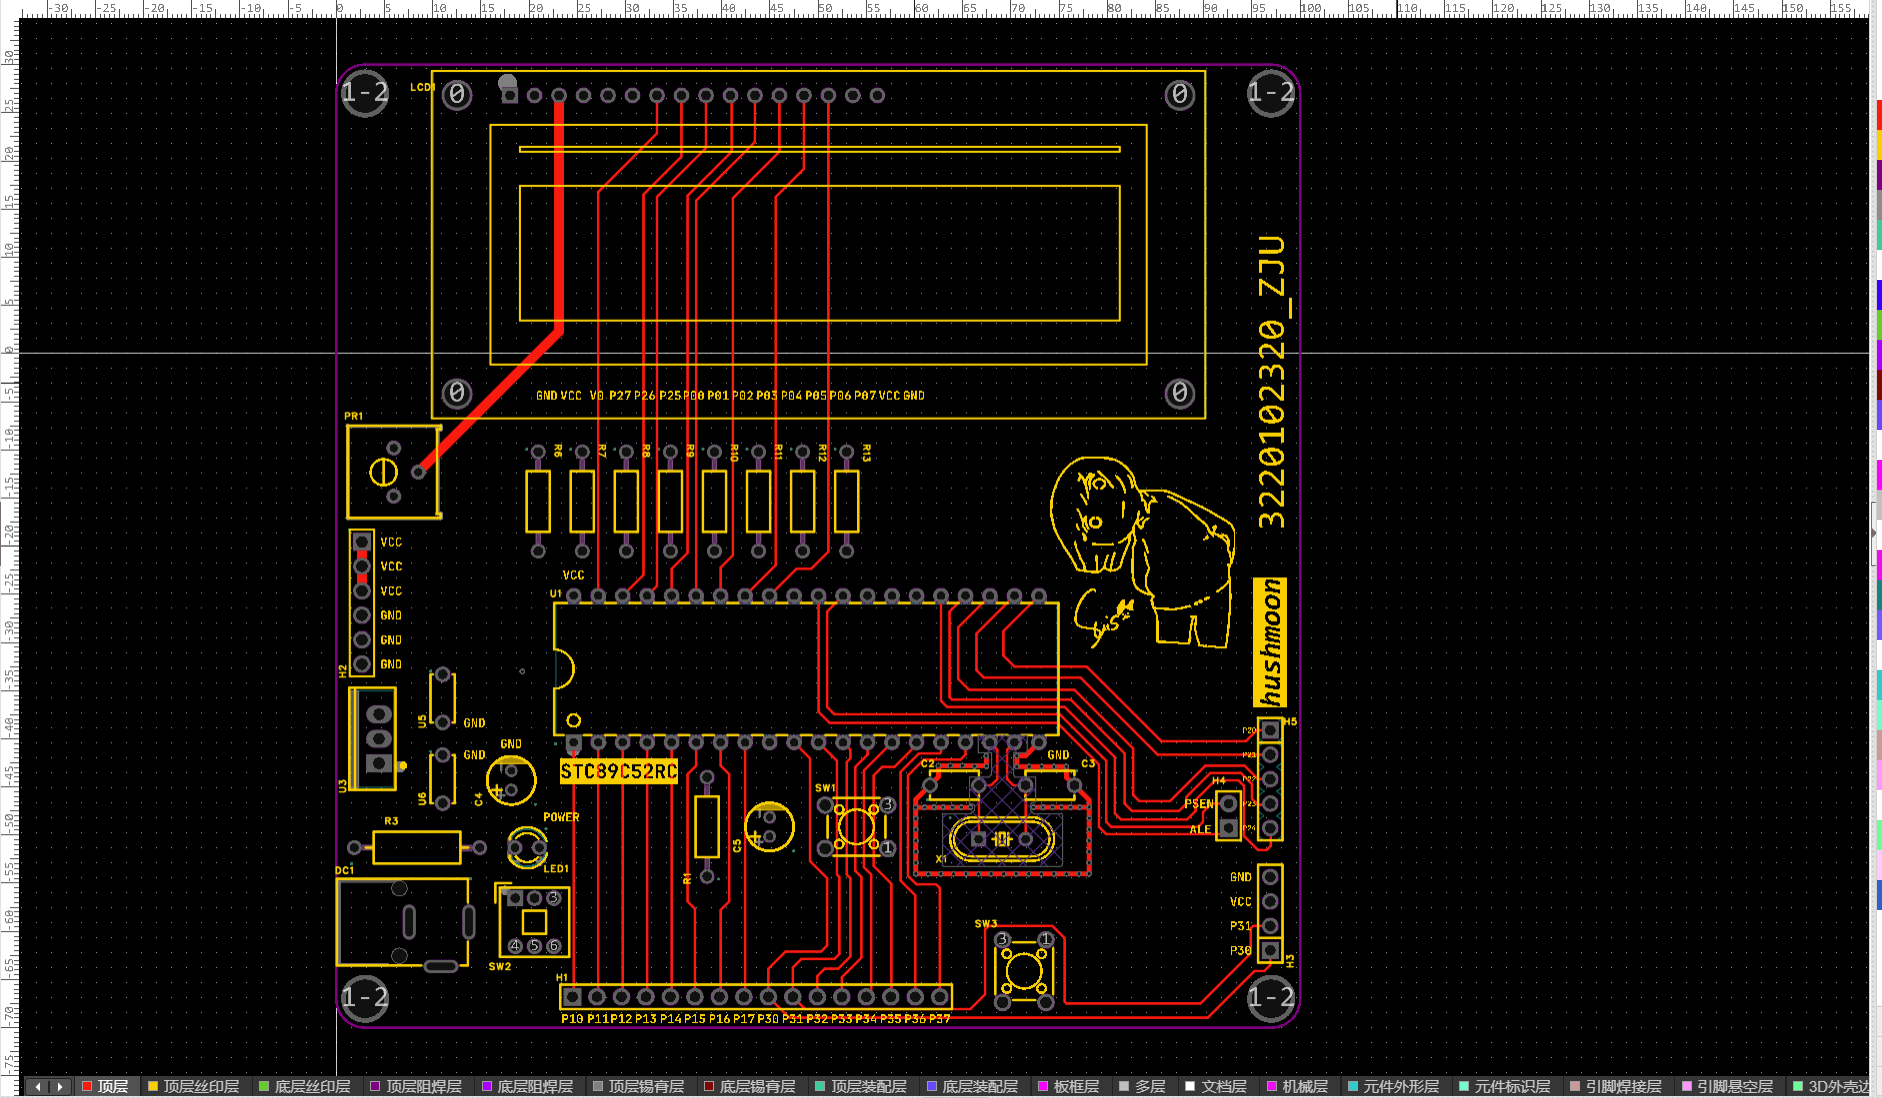 -30 -25 -20 -15 -10 -5 0 5 10 15 20 25 30 35 40 45 50 55 60 65 70 75 80 85 90 95 100 105 110 115 120 125 130 135 140 145 150 155
30
25
20
15
10
5
0
-5
-10
-15
-20
-25
-30
-35
-40
-45
-50
-55
-60
-65
-70
-75
1-2
LCD1
0
0
1-2
3220102320_ZJU
0
0
GND VCC V0 P27 P26 P25 P00 P01 P02 P03 P04 P05 P06 P07 VCC GND
PR1
R6 R7 R8 R9 R10 R11 R12 R13
VCC
VCC
VCC
GND
GND
GND
H2
VCC
U1
hushmoon
U5
GND
GND
U6
U3
GND
C4
STC89C52RC
GND
C2
C3
H5
P20
P21
P22
P23
P24
H4
PSEN
ALE
SW1
3
1
X1
C5
R1
POWER
R3
LED1
DC1
3
4 5 6
SW2
H1
SW3
3 1
GND
VCC
P31
P30
H3
1-2
1-2
P10 P11 P12 P13 P14 P15 P16 P17 P30 P31 P32 P33 P34 P35 P36 P37
顶层 顶层丝印层 底层丝印层 顶层阻焊层 底层阻焊层 顶层锡膏层 底层锡膏层 顶层装配层 底层装配层 板框层 多层 文档层 机械层 元件外形层 元件标识层 引脚焊接层 引脚悬空层 3D外壳边